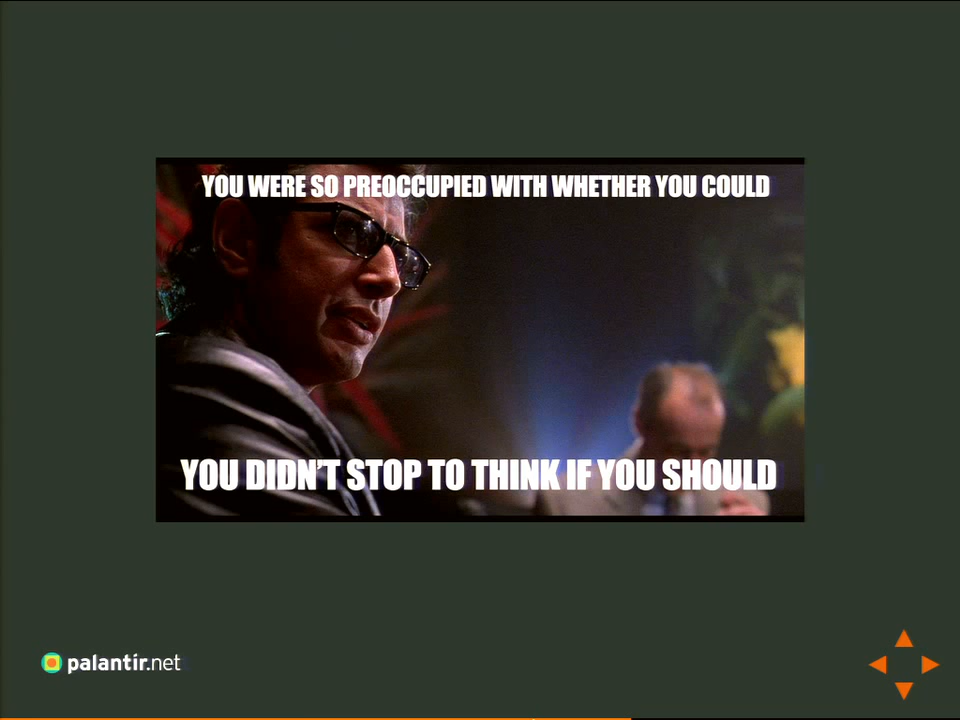 YOU WERE SO PREOCCUPIED WITH WHETHER YOU COULD
YOU DIDN'T STOP TO THINK IF YOU SHOULD
palantir.net